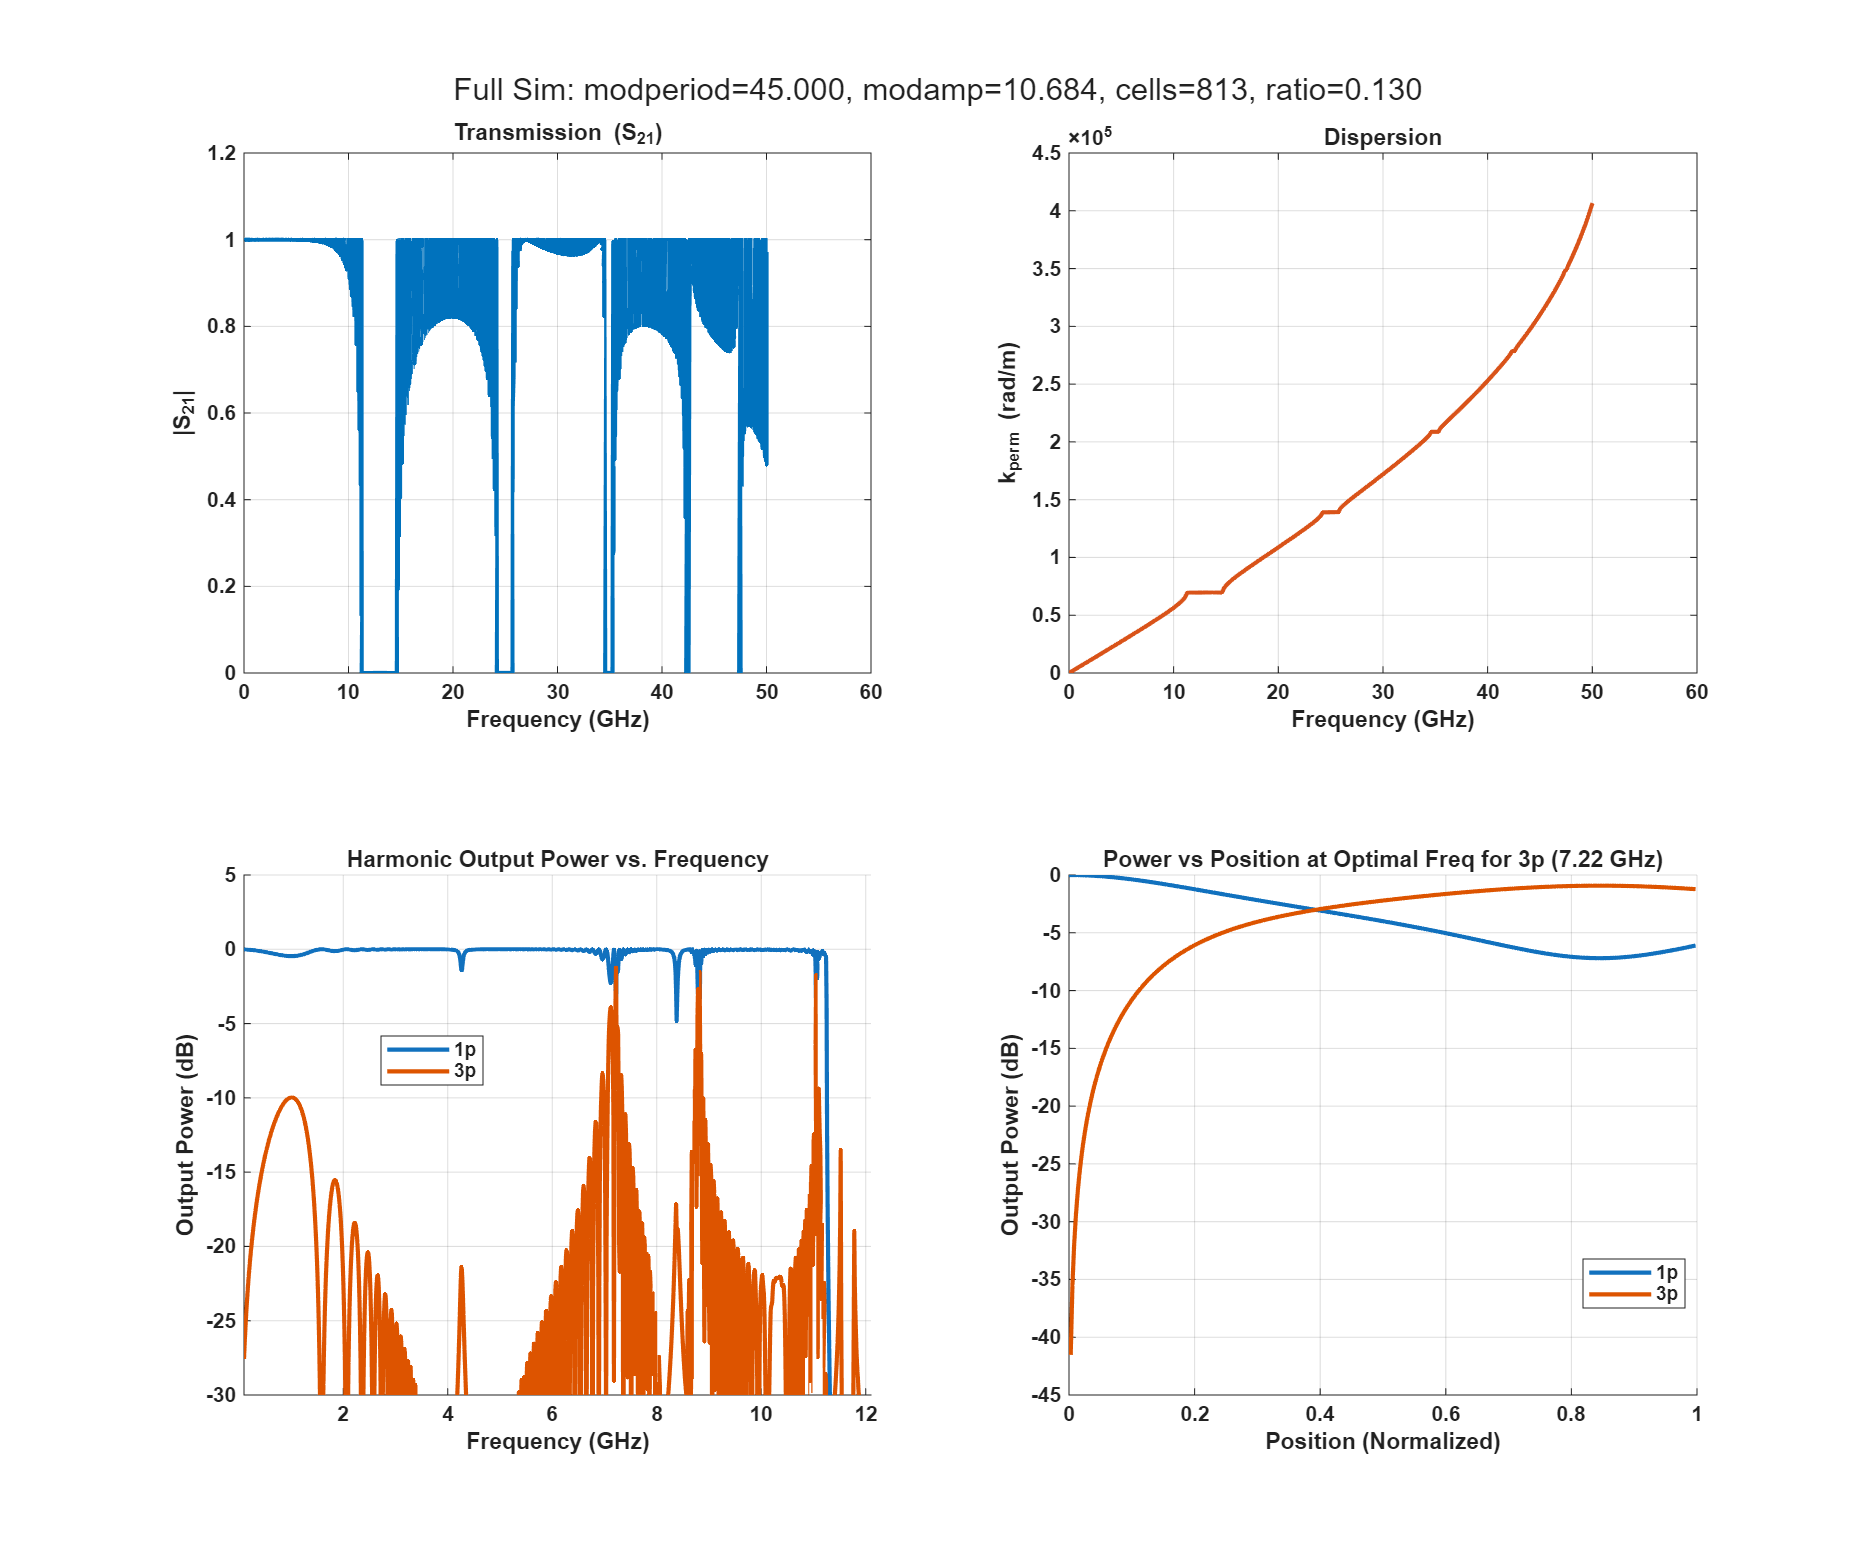 Full Sim: modperiod=45.000, modamp=10.684, cells=813, ratio=0.130
Transmission (S21)
1.2
1
0.8
0.6
0.4
0.2
0
|S21|
0 10 20 30 40 50 60
Frequency (GHz)
×10^5
Dispersion
4.5
4
3.5
3
2.5
2
1.5
1
0.5
0
kperm (rad/m)
0 10 20 30 40 50 60
Frequency (GHz)
Harmonic Output Power vs. Frequency
5
0
-5
-10
-15
-20
-25
-30
Output Power (dB)
1p
3p
2 4 6 8 10 12
Frequency (GHz)
Power vs Position at Optimal Freq for 3p (7.22 GHz)
0
-5
-10
-15
-20
-25
-30
-35
-40
-45
Output Power (dB)
1p
3p
0 0.2 0.4 0.6 0.8 1
Position (Normalized)